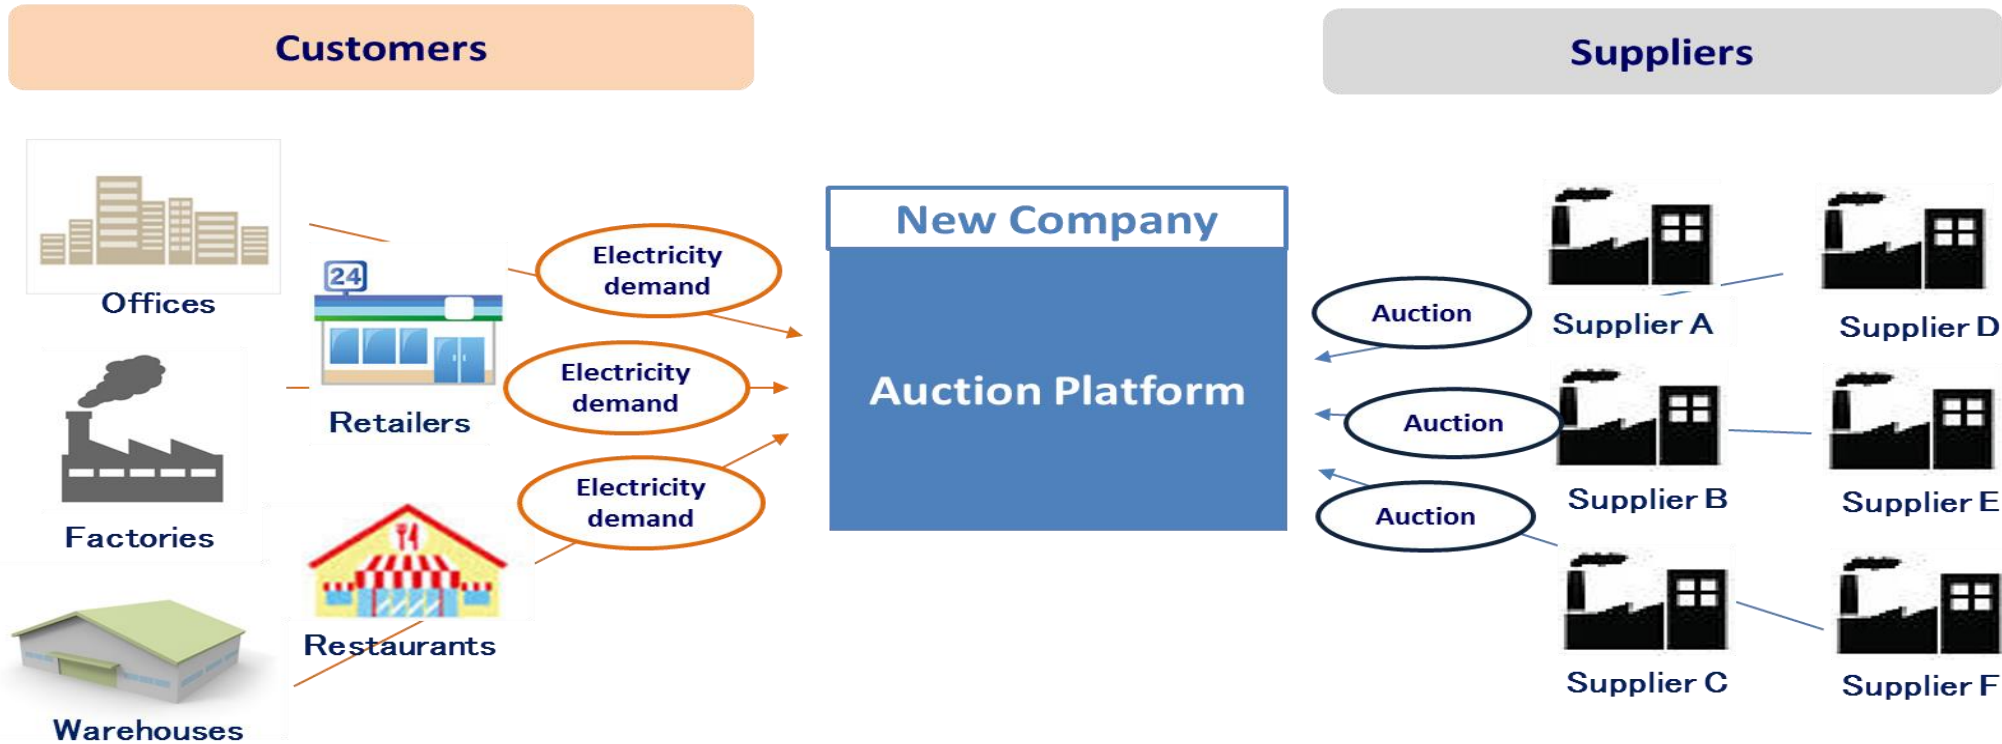 Customers
Suppliers
Offices
24
Retailers
Factories
Restaurants
Warehouses
Electricity
demand
Electricity
demand
Electricity
demand
New Company
Auction Platform
Auction
Auction
Auction
Supplier A
Supplier D
Supplier B
Supplier E
Supplier C
Supplier F